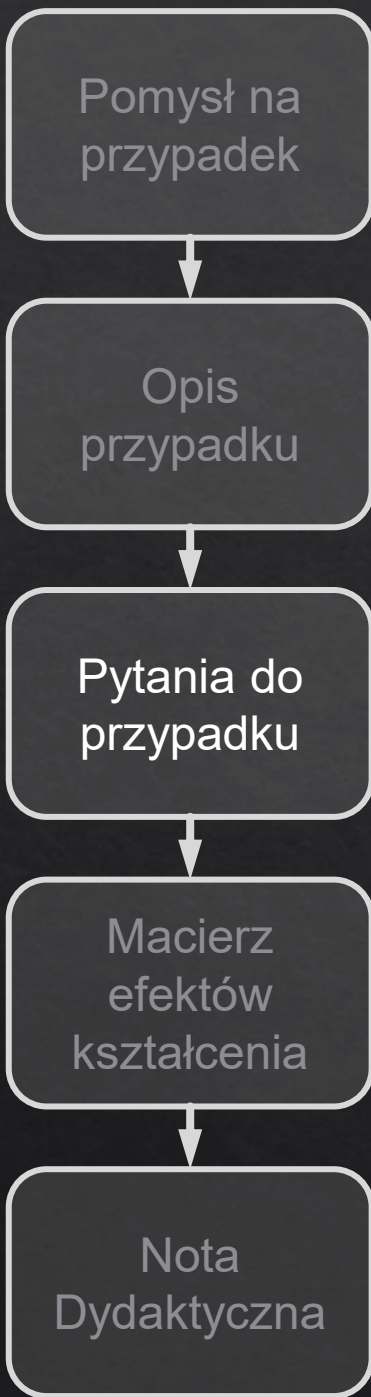 Pomysł na
przypadek
Opis
przypadku
Pytania do
przypadku
Macierz
efektów
kształcenia
Nota
Dydaktyczna